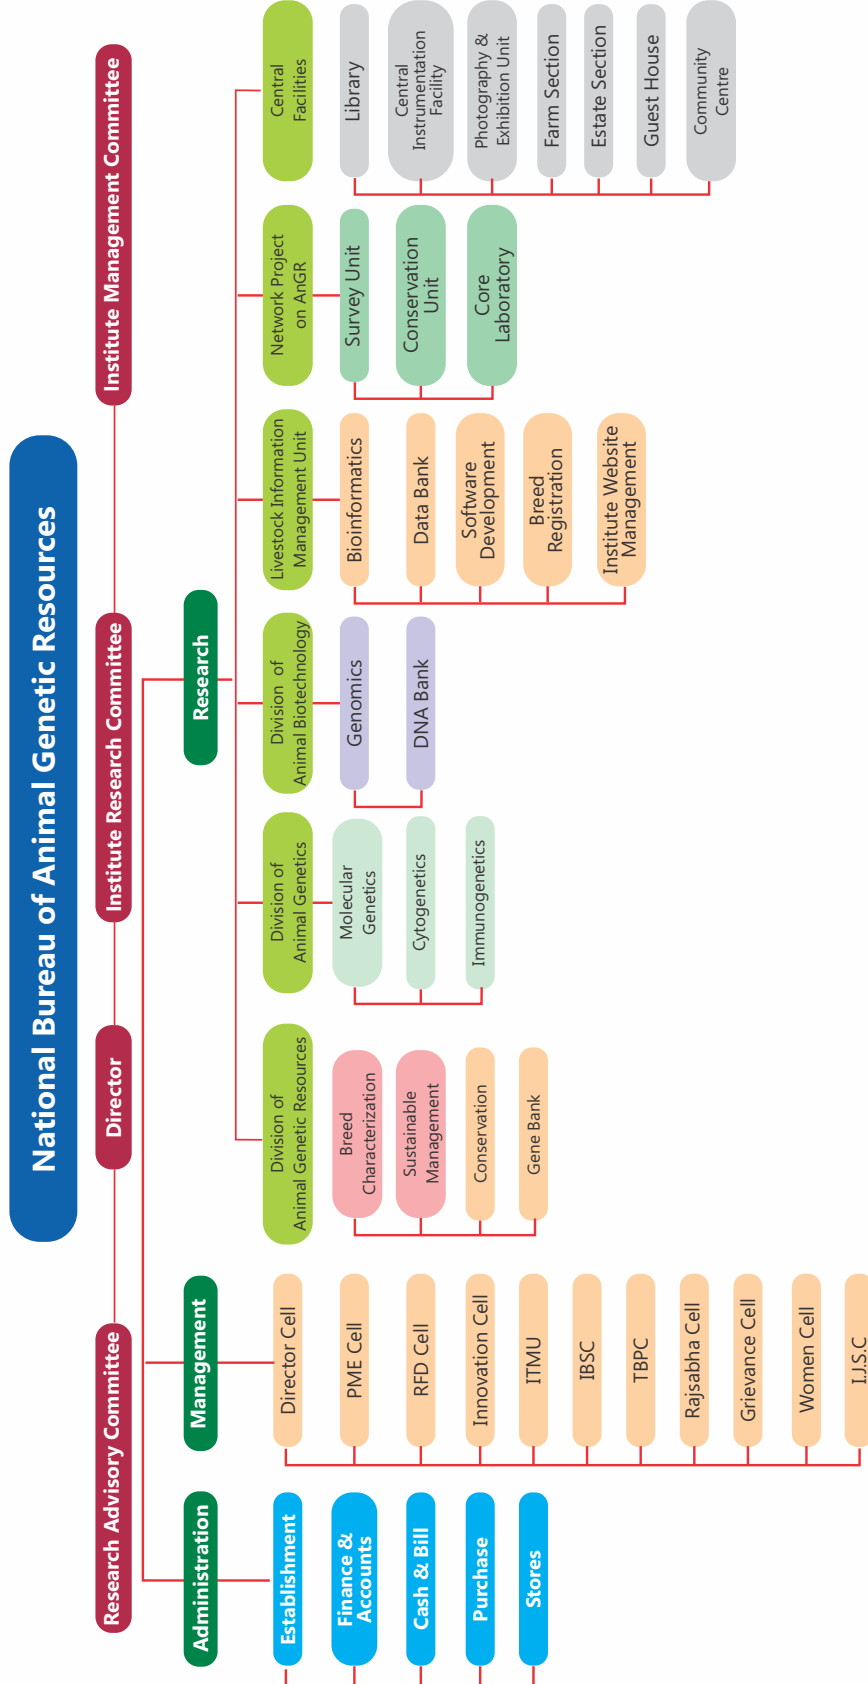 National Bureau of Animal Genetic Resources
Research Advisory Committee
Director
Institute Research Committee
Institute Management Committee
Administration
Management
Research
Establishment
Finance &
Accounts
Cash & Bill
Purchase
Stores
Director Cell
PME Cell
RFD Cell
Innovation Cell
ITMU
IBSC
TBPC
Rajsabha Cell
Grievance Cell
Women Cell
I.J.S.C
Division of
Animal Genetic Resources
Breed
Characterization
Sustainable
Management
Conservation
Gene Bank
Division of
Animal Genetics
Molecular
Genetics
Cytogenetics
Immunogenetics
Division of
Animal Biotechnology
Genomics
DNA Bank
Livestock Information
Management Unit
Bioinformatics
Data Bank
Software
Development
Breed
Registration
Institute Website
Management
Network Project
on AnGR
Survey Unit
Conservation
Unit
Core
Laboratory
Central
Facilities
Library
Central
Instrumentation
Facility
Photography &
Exhibition Unit
Farm Section
Estate Section
Guest House
Community
Centre